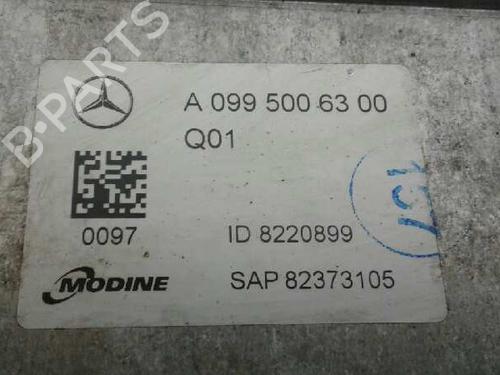 B-PARTS
A 099 500 63 00
Q01
0097
ID 8220899
MODINE
SAP 82373105